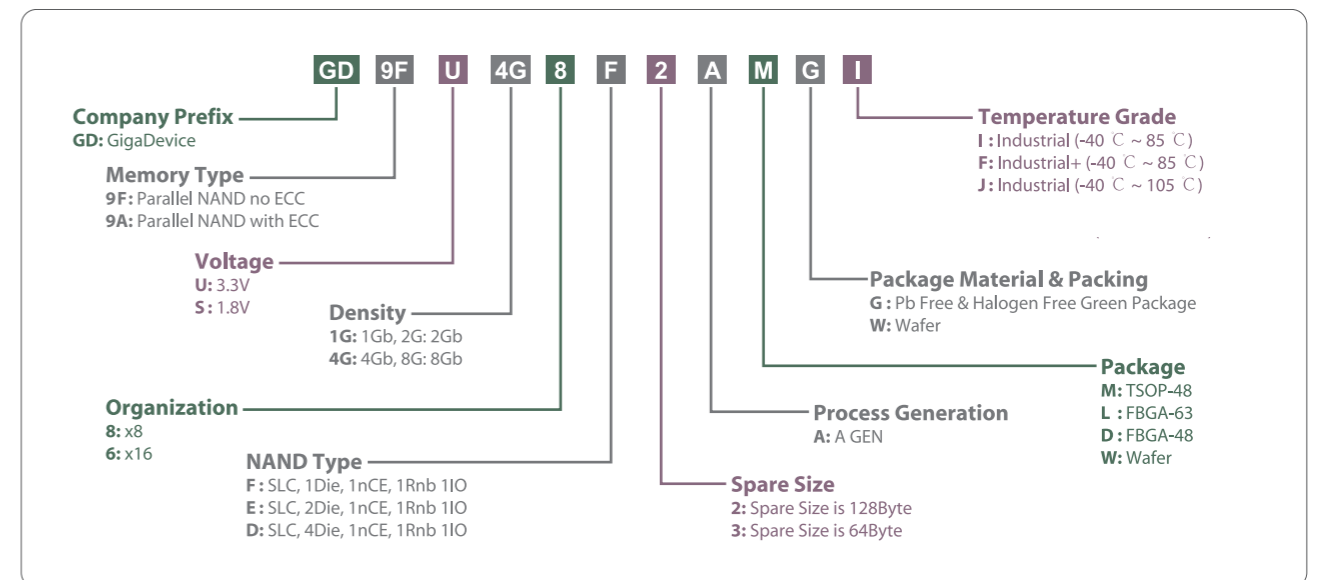 GD 9F U 4G 8 F 2 A M G I
Company Prefix
GD: GigaDevice
Memory Type
9F: Parallel NAND no ECC
9A: Parallel NAND with ECC
Voltage
U: 3.3V
S : 1.8V
Density
1G: 1Gb, 2G: 2Gb
4G: 4Gb, 8G: 8Gb
Organization
8: x8
6: x16
NAND Type
F : SLC, 1Die, 1nCE, 1Rnb 1IO
E : SLC, 2Die, 1nCE, 1Rnb 1IO
D: SLC, 4Die, 1nCE, 1Rnb 1IO
Temperature Grade
I : Industrial (-40 ℃ ~ 85 ℃)
F: Industrial+ (-40 ℃ ~ 85 ℃)
J: Industrial (-40 ℃ ~ 105 ℃)
Package Material & Packing
G : Pb Free & Halogen Free Green Package
W: Wafer
Package
M: TSOP-48
L : FBGA-63
D : FBGA-48
W: Wafer
Process Generation
A: A GEN
Spare Size
2: Spare Size is 128Byte
3: Spare Size is 64Byte